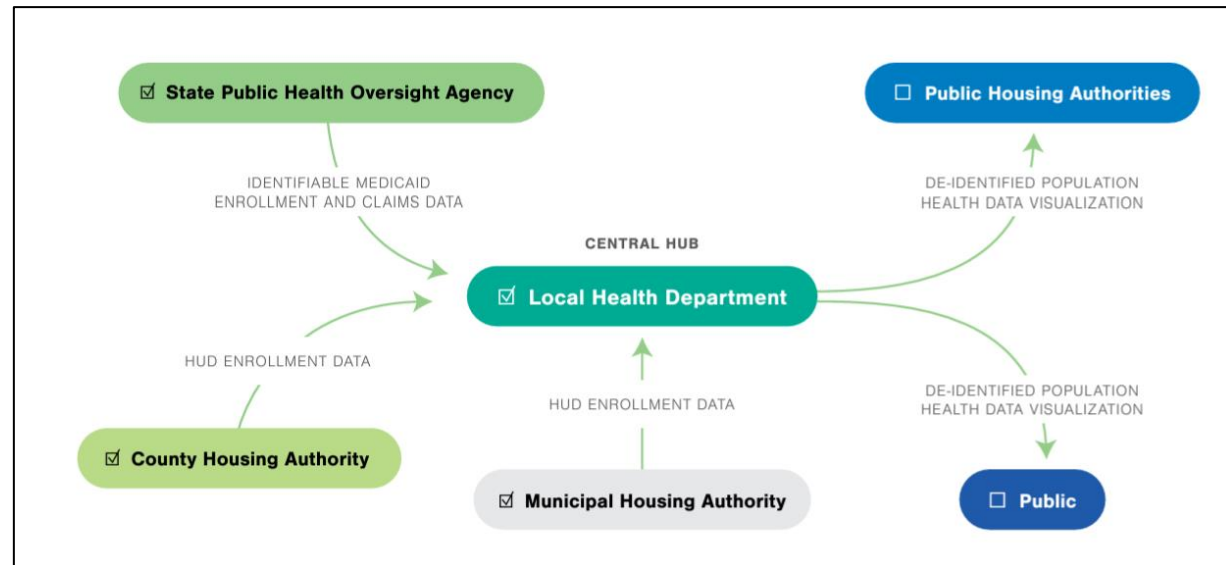 ☑ State Public Health Oversight Agency
☐ Public Housing Authorities
IDENTIFIABLE MEDICAID
ENROLLMENT AND CLAIMS DATA
DE-IDENTIFIED POPULATION
HEALTH DATA VISUALIZATION
CENTRAL HUB
☑ Local Health Department
HUD ENROLLMENT DATA
HUD ENROLLMENT DATA
DE-IDENTIFIED POPULATION
HEALTH DATA VISUALIZATION
☑ County Housing Authority
☑ Municipal Housing Authority
☐ Public